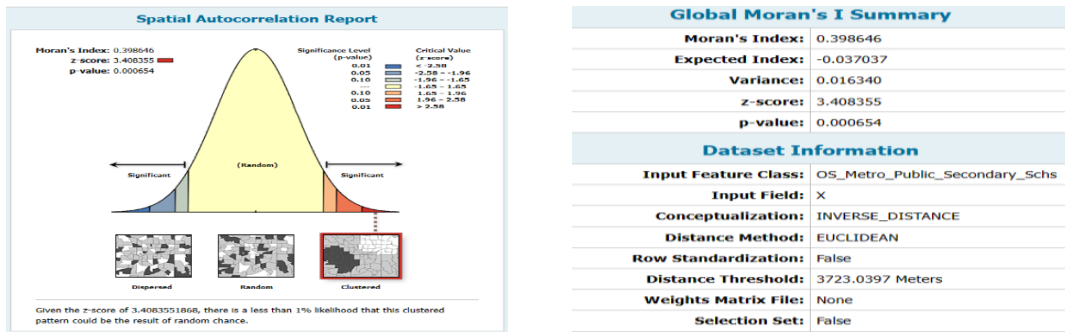 Spatial Autocorrelation Report
Moran's Index: 0.398646
z-score: 3.408355
p-value: 0.000654
Significance Level
(p-value)
Critical Value
(z-score)
0.01 < -2.58
0.05 -2.58 - -1.96
0.10 -1.96 - -1.65
--- -1.65 - 1.65
0.10 1.65 - 1.96
0.05 1.96 - 2.58
0.01 > 2.58
(Random)
Significant
Significant
Dispersed
Random
Clustered
Given the z-score of 3.4083551868, there is a less than 1% likelihood that this clustered
pattern could be the result of random chance.
Global Moran's I Summary
Moran's Index: 0.398646
Expected Index: -0.037037
Variance: 0.016340
z-score: 3.408355
p-value: 0.000654
Dataset Information
Input Feature Class: OS_Metro_Public_Secondary_Schs
Input Field: X
Conceptualization: INVERSE_DISTANCE
Distance Method: EUCLIDEAN
Row Standardization: False
Distance Threshold: 3723.0397 Meters
Weights Matrix File: None
Selection Set: False